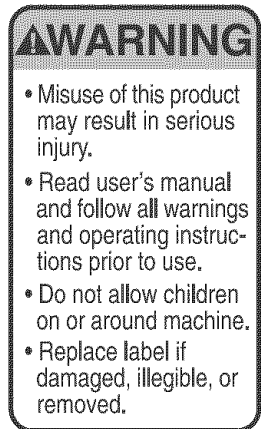 WARNING
• Misuse of this product
may result in serious
injury.
• Read user's manual
and follow all warnings
and operating instruc-
tions prior to use.
• Do not allow children
on or around machine.
• Replace label if
damaged, illegible, or
removed.